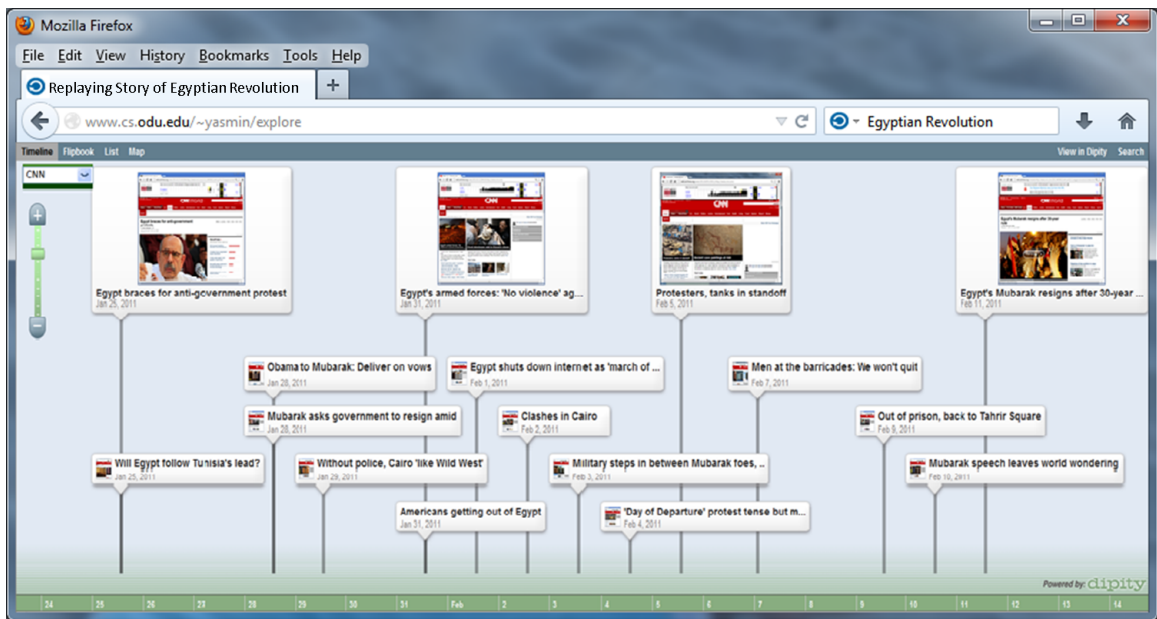 Mozilla Firefox
File Edit View History Bookmarks Tools Help
Replaying Story of Egyptian Revolution
www.cs.odu.edu/~yasmin/explore
Egyptian Revolution
Timeline Flipbook List Map View in Dipity Search
CNN
Egypt braces for anti-government protest
Jan 25, 2011
Egypt's armed forces: 'No violence' ag...
Jan 31, 2011
Protesters, tanks in standoff
Feb 5, 2011
Egypt's Mubarak resigns after 30-year ...
Feb 11, 2011
Obama to Mubarak: Deliver on vows
Jan 28, 2011
Egypt shuts down internet as 'march of ...
Feb 1, 2011
Men at the barricades: We won't quit
Feb 7, 2011
Mubarak asks government to resign amid
Jan 28, 2011
Clashes in Cairo
Feb 2, 2011
Out of prison, back to Tahrir Square
Feb 9, 2011
Will Egypt follow Tunisia's lead?
Jan 25, 2011
Without police, Cairo 'like Wild West'
Jan 29, 2011
Military steps in between Mubarak foes, ..
Feb 3, 2011
Mubarak speech leaves world wondering
Feb 10, 2011
Americans getting out of Egypt
Jan 31, 2011
'Day of Departure' protest tense but m...
Feb 4, 2011
Powered by: dipity
24 25 26 27 28 29 30 31 Feb 2 3 4 5 6 7 8 9 10 11 12 13 14